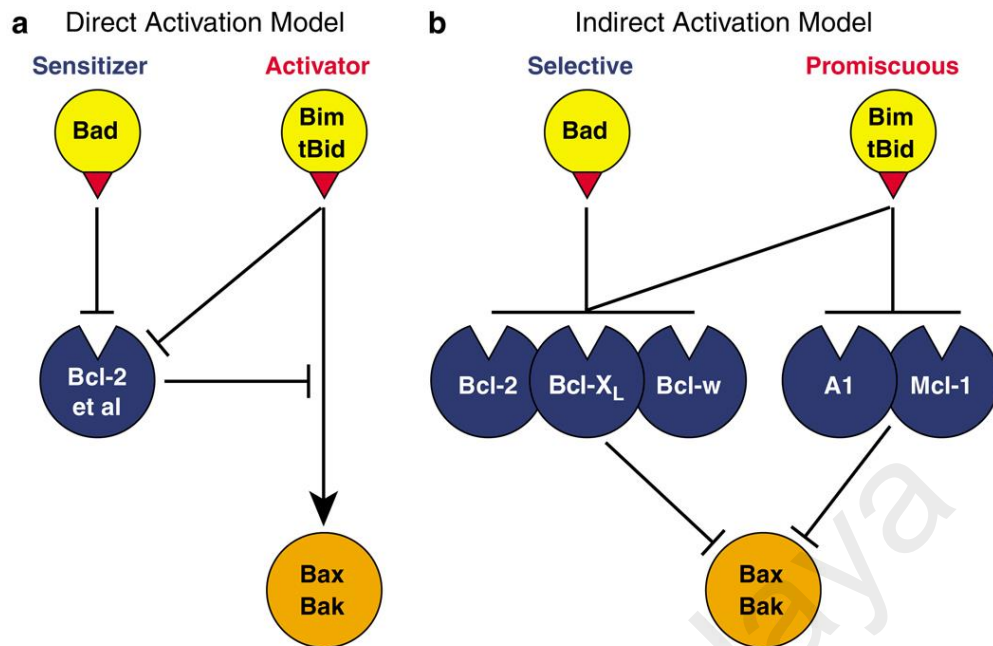 a Direct Activation Model
Sensitizer Activator
Bad
Bim
tBid
Bcl-2
et al
Bax
Bak
b Indirect Activation Model
Selective Promiscuous
Bad
Bim
tBid
Bcl-2 Bcl-XL Bcl-w A1 Mcl-1
Bax
Bak